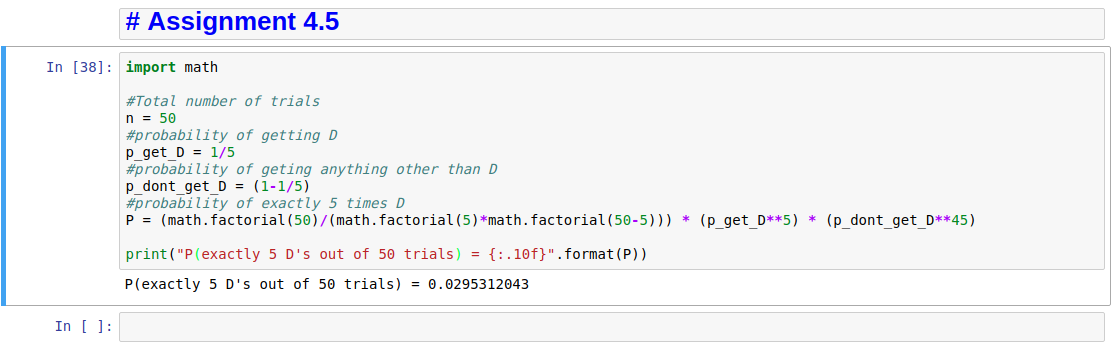 # Assignment 4.5
In [38]:
import math
#Total number of trials
n = 50
#probability of getting D
p_get_D = 1/5
#probability of geting anything other than D
p_dont_get_D = (1-1/5)
#probability of exactly 5 times D
P = (math.factorial(50)/(math.factorial(5)*math.factorial(50-5))) * (p_get_D**5) * (p_dont_get_D**45)
print("P(exactly 5 D's out of 50 trials) = {:.10f}".format(P))
P(exactly 5 D's out of 50 trials) = 0.0295312043
In [ ]: